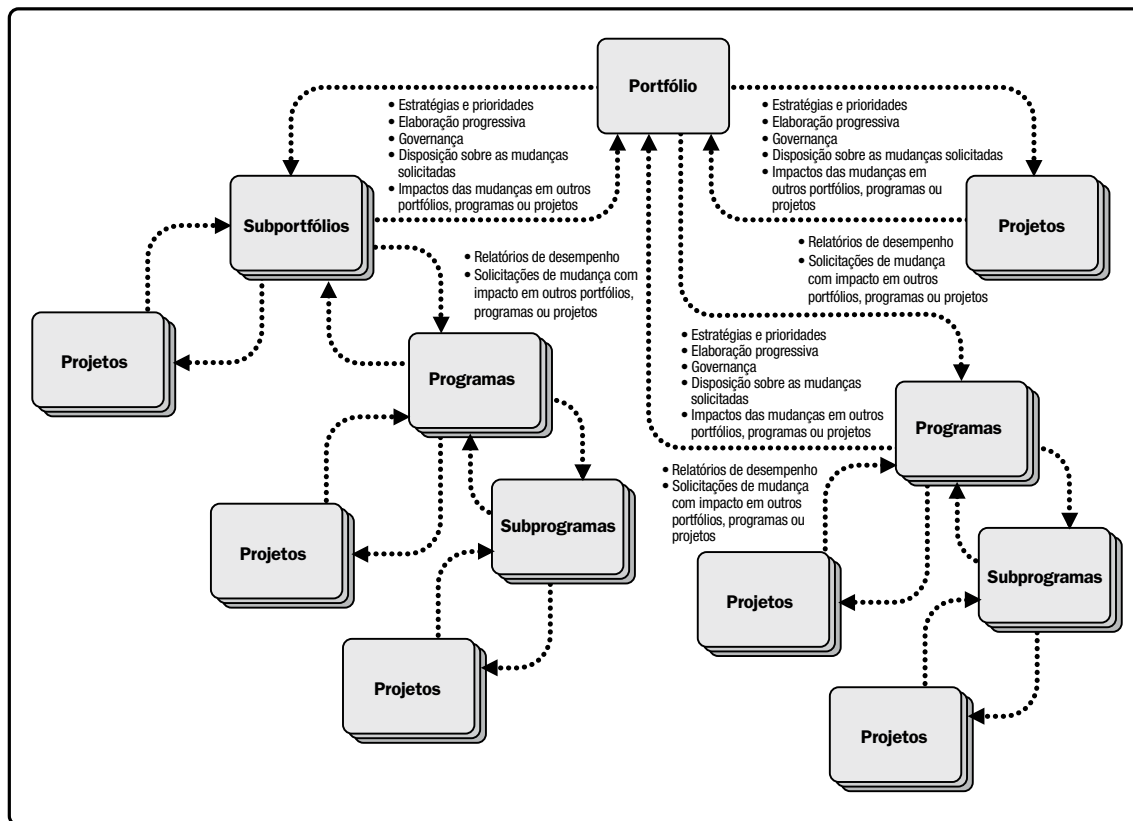 Portfólio
• Estratégias e prioridades
• Elaboração progressiva
• Governança
• Disposição sobre as mudanças
solicitadas
• Impactos das mudanças em outros
portfólios, programas ou projetos
• Estratégias e prioridades
• Elaboração progressiva
• Governança
• Disposição sobre as mudanças solicitadas
• Impactos das mudanças em
outros portfólios, programas ou
projetos
Subportfólios
Projetos
• Relatórios de desempenho
• Solicitações de mudança com
impacto em outros portfólios,
programas ou projetos
• Relatórios de desempenho
• Solicitações de mudança
com impacto em outros
portfólios, programas ou projetos
Projetos
Programas
• Estratégias e prioridades
• Elaboração progressiva
• Governança
• Disposição sobre as mudanças
solicitadas
• Impactos das mudanças em outros
portfólios, programas ou projetos
Programas
• Relatórios de desempenho
• Solicitações de mudança
com impacto em outros
portfólios, programas ou
projetos
Projetos
Subprogramas
Projetos
Subprogramas
Projetos
Projetos